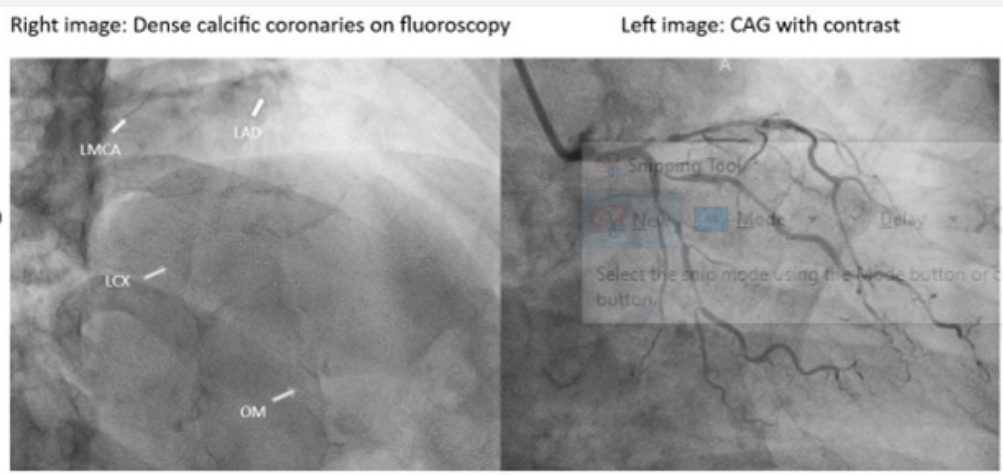 Right image: Dense calcific coronaries on fluoroscopy
Left image: CAG with contrast
A
LAD
LMCA
Snipping Tool
New Mode Delay
LCX
Select the snip mode using the Mode button or c
button.
OM